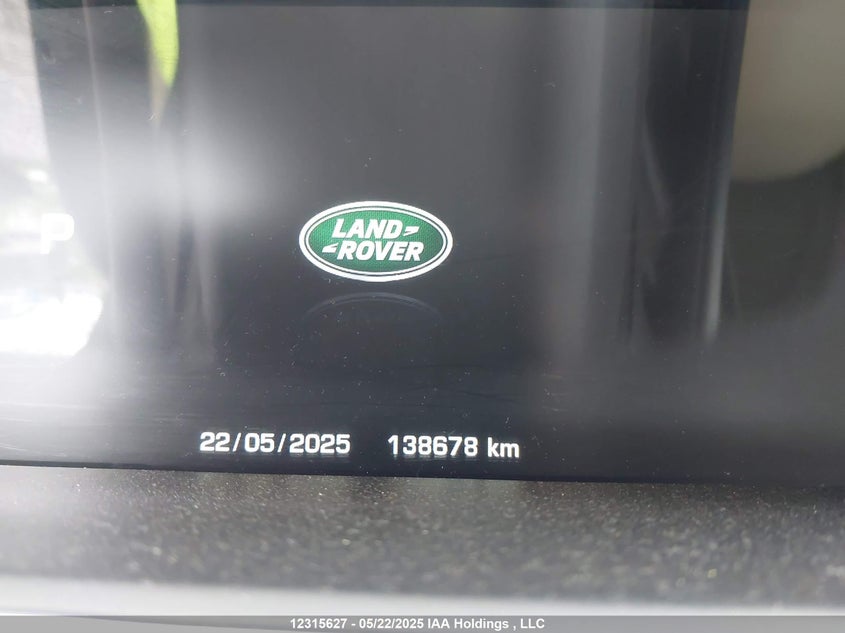 P
LAND
ROVER
22/05/2025 138678 km
12315627 - 05/22/2025 IAA Holdings , LLC